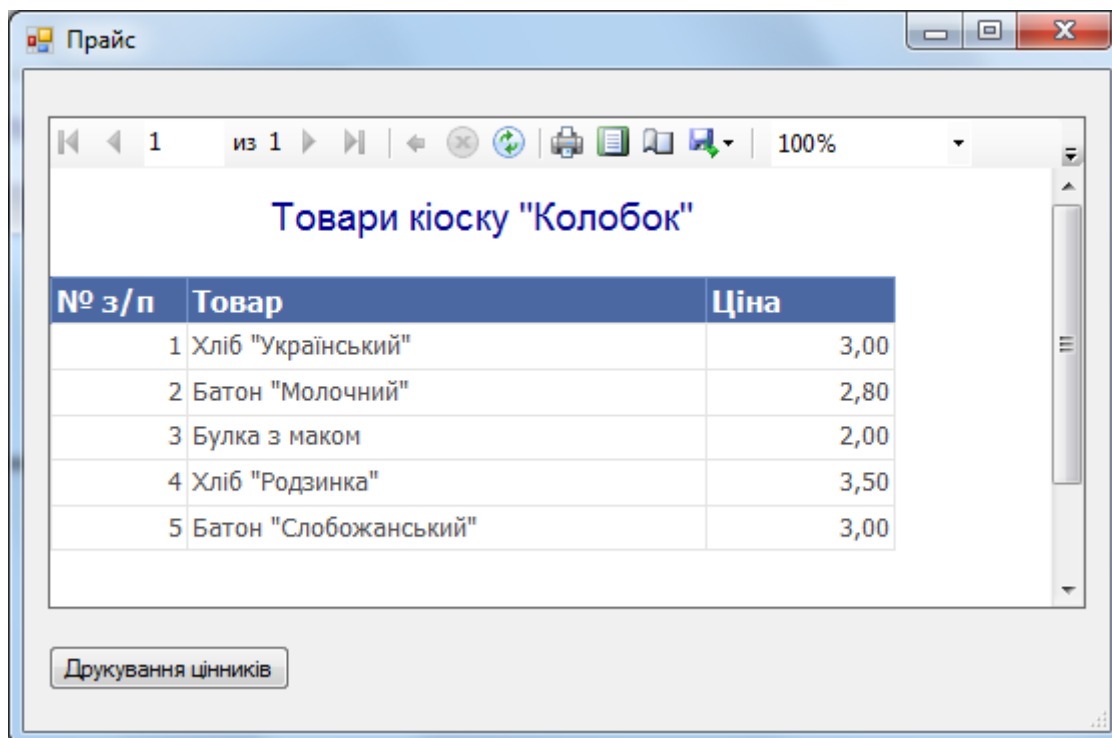 Прайс
1 из 1 100%
Товари кіоску "Колобок"
№ з/п Товар Ціна
1 Хліб "Український" 3,00
2 Батон "Молочний" 2,80
3 Булка з маком 2,00
4 Хліб "Родзинка" 3,50
5 Батон "Слобожанський" 3,00
Друкування цінників